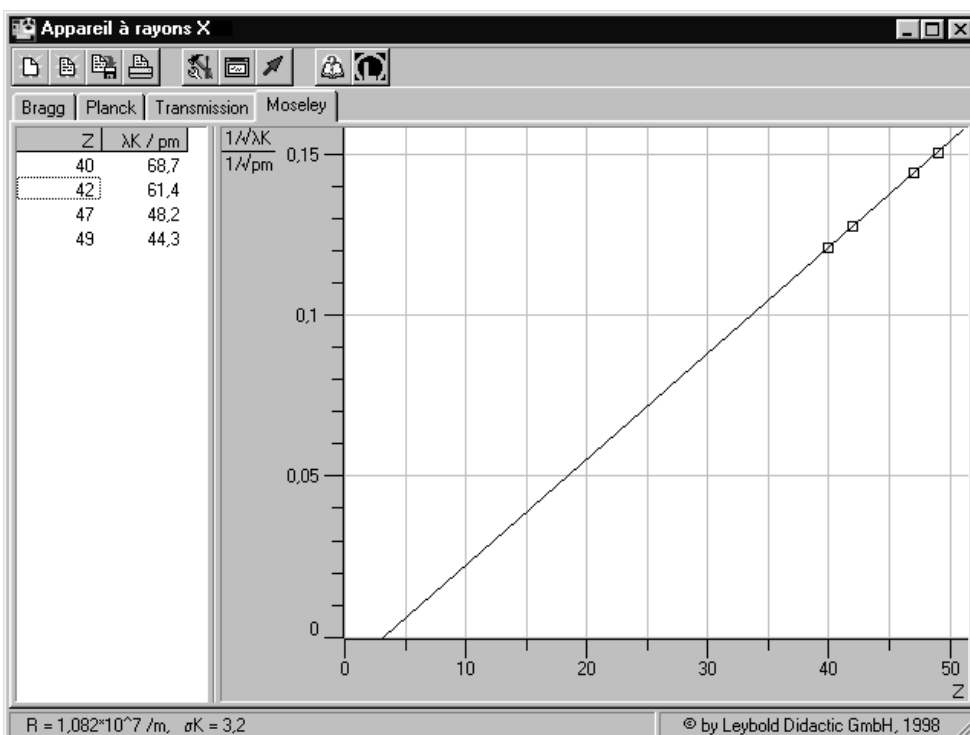 Appareil à rayons X
Bragg Planck Transmission Moseley
Z λK / pm
40 68,7
42 61,4
47 48,2
49 44,3
1/√λK
1/√pm
0,15
0,1
0,05
0
0 10 20 30 40 50
Z
R = 1,082*10^7 /m, σK = 3,2
© by Leybold Didactic GmbH, 1998